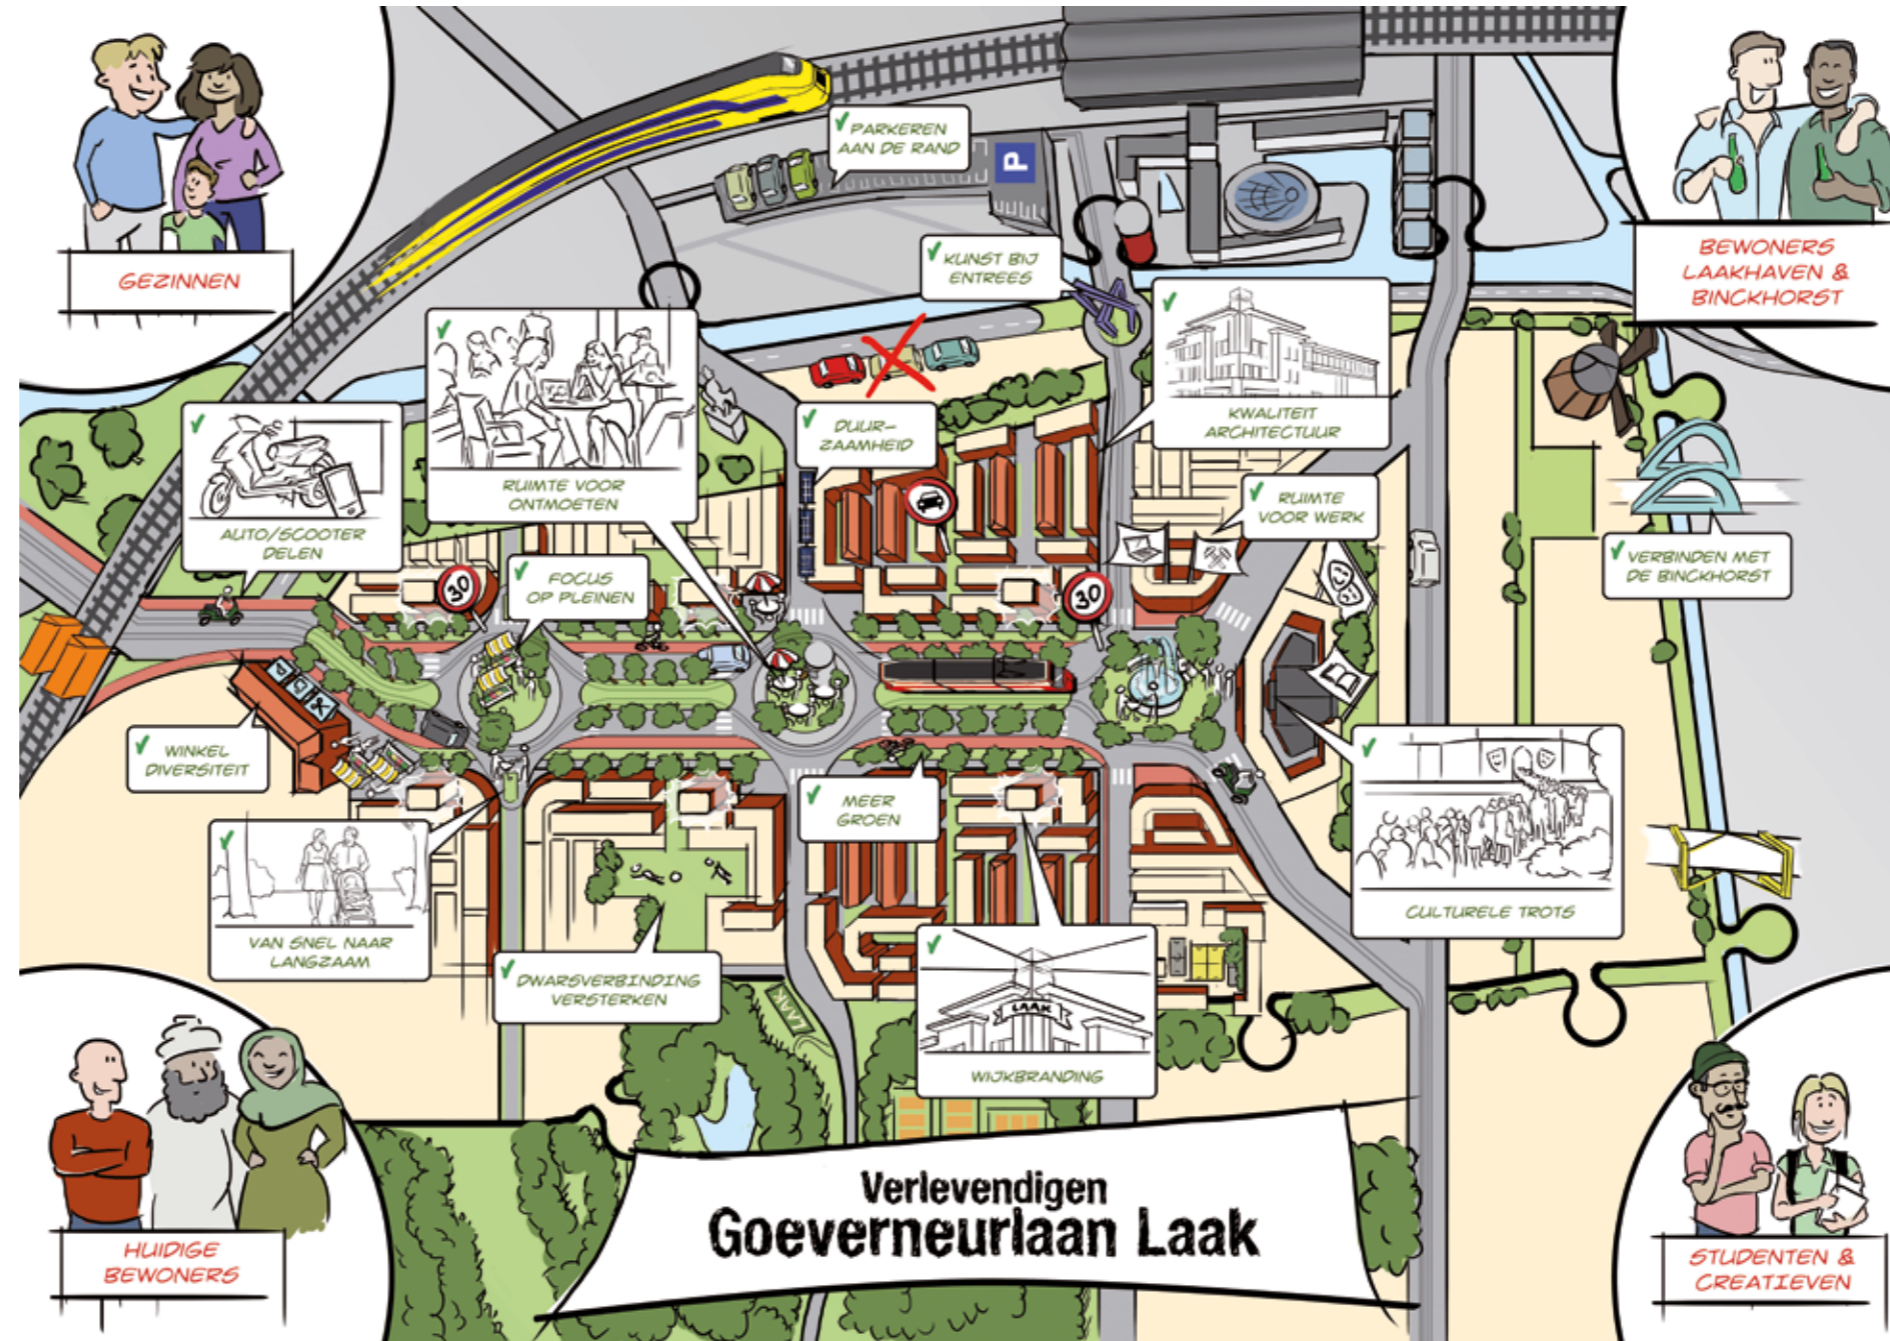 GEZINNEN
BEWONERS
LAAKHAVEN &
BINCKHORST
PARKEREN
AAN DE RAND
P
KUNST BIJ
ENTREES
KWALITEIT
ARCHITECTUUR
RUIMTE VOOR
ONTMOETEN
DUUR-
ZAAMHEID
AUTO/SCOOTER
DELEN
RUIMTE
VOOR WERK
VERBINDEN MET
DE BINCKHORST
FOCUS
OP PLEINEN
30
30
WINKEL
DIVERSITEIT
MEER
GROEN
VAN SNEL NAAR
LANGZAAM
CULTURELE TROTS
DWARSVERBINDING
VERSTERKEN
LAAK
LAAK
WIJKBRANDING
HUIDIGE
BEWONERS
Verlevendigen
Goeverneurlaan Laak
STUDENTEN &
CREATIEVEN